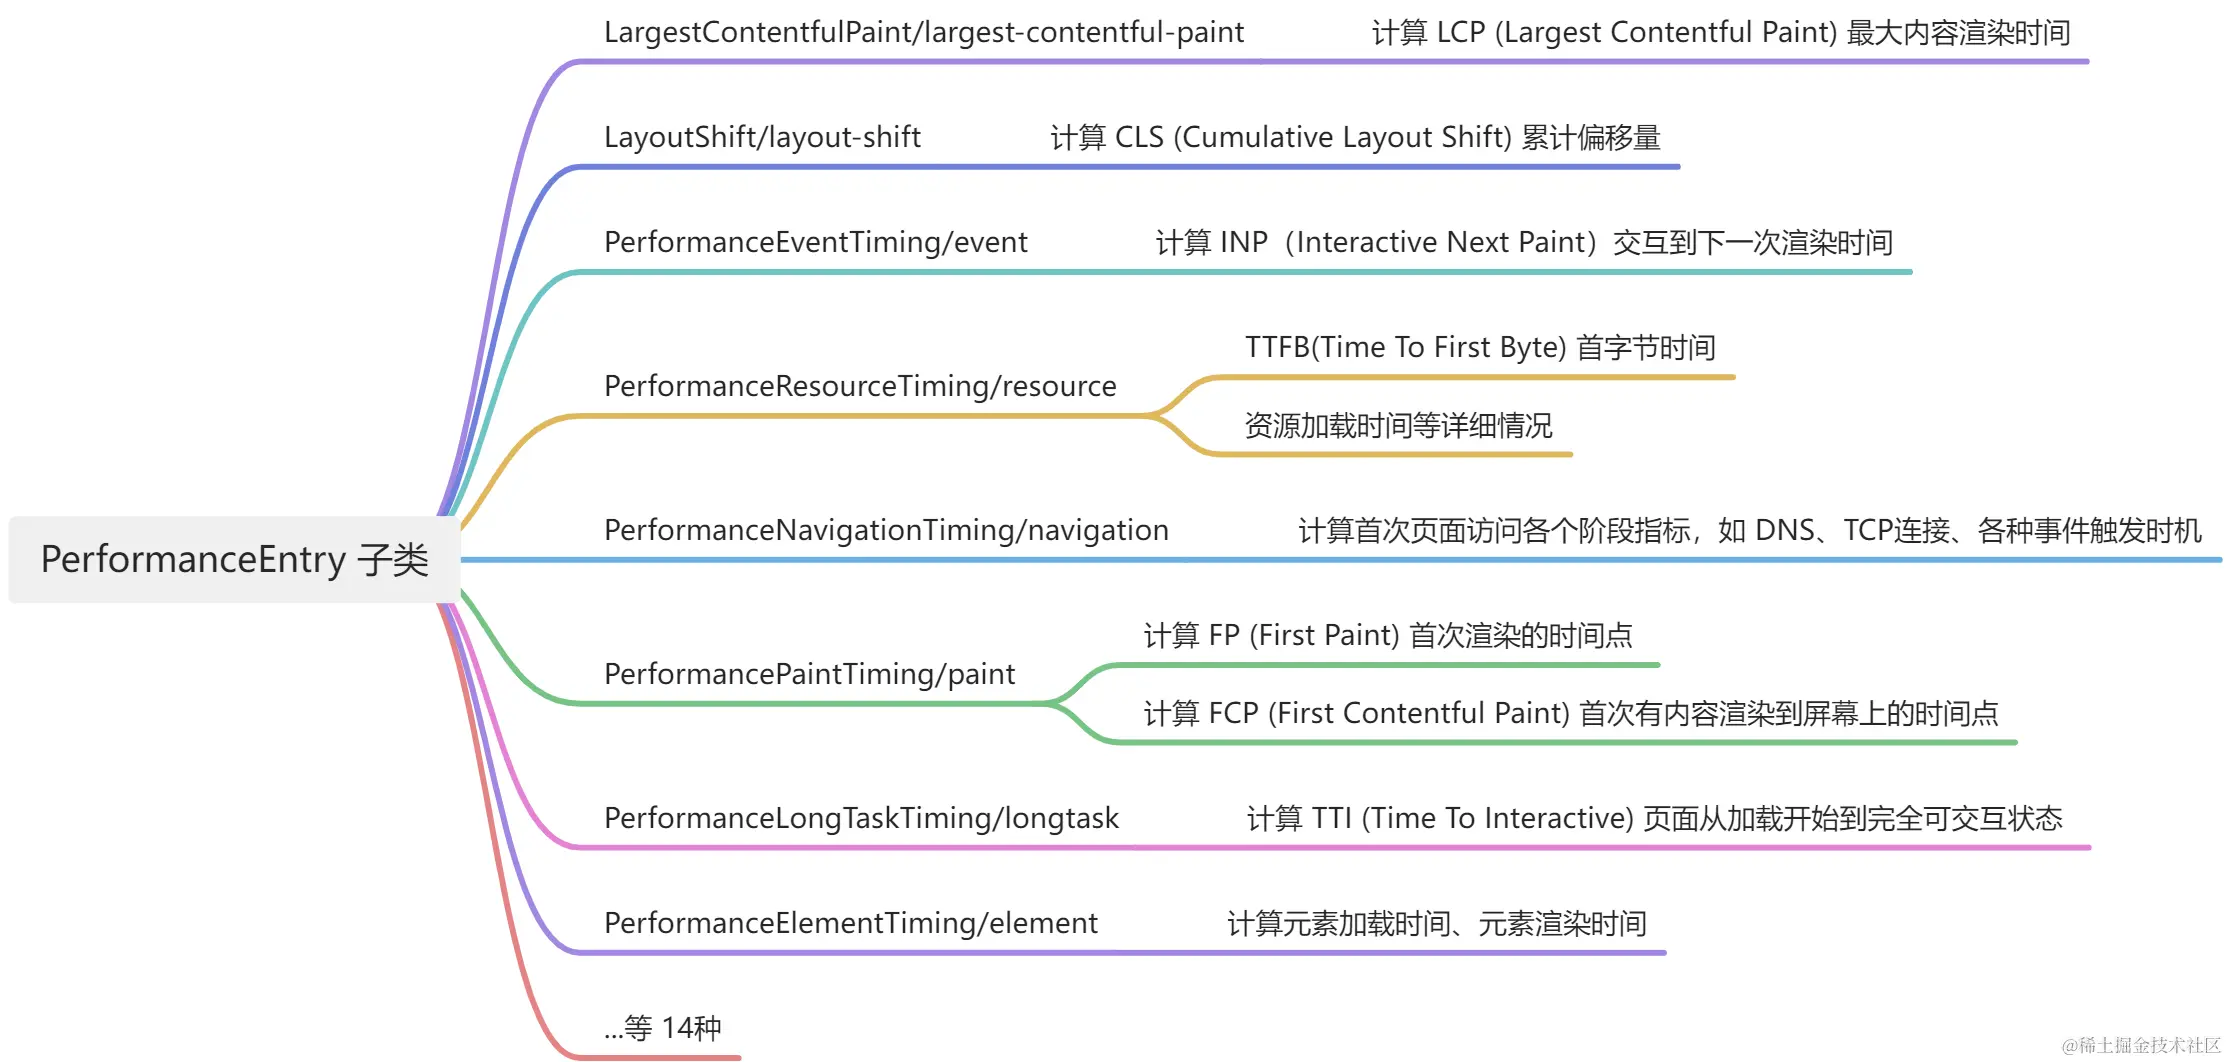 LargestContentfulPaint/largest-contentful-paint
计算 LCP (Largest Contentful Paint) 最大内容渲染时间
LayoutShift/layout-shift
计算 CLS (Cumulative Layout Shift) 累计偏移量
PerformanceEventTiming/event
计算 INP（Interactive Next Paint）交互到下一次渲染时间
PerformanceResourceTiming/resource
TTFB(Time To First Byte) 首字节时间
资源加载时间等详细情况
PerformanceEntry 子类
PerformanceNavigationTiming/navigation
计算首次页面访问各个阶段指标，如 DNS、TCP连接、各种事件触发时机
PerformancePaintTiming/paint
计算 FP (First Paint) 首次渲染的时间点
计算 FCP (First Contentful Paint) 首次有内容渲染到屏幕上的时间点
PerformanceLongTaskTiming/longtask
计算 TTI (Time To Interactive) 页面从加载开始到完全可交互状态
PerformanceElementTiming/element
计算元素加载时间、元素渲染时间
...等 14种
@稀土掘金技术社区